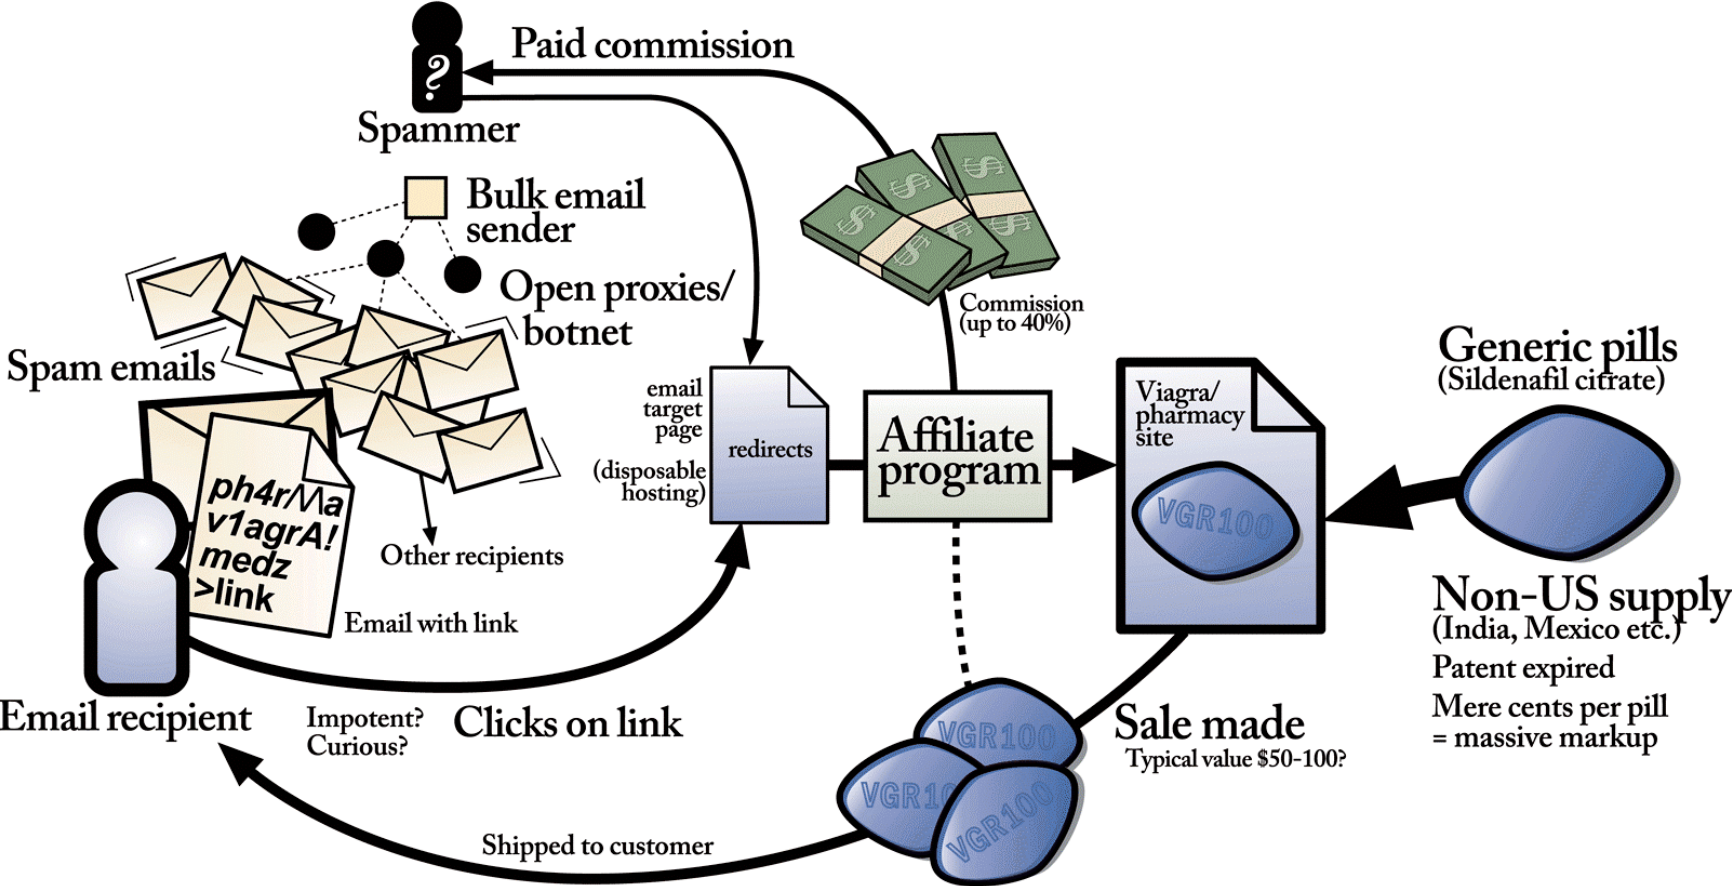 Paid commission
?
Spammer
Bulk email
sender
Open proxies/
botnet
Spam emails
ph4r/\/\a
v1agrA!
medz
>link
Other recipients
Email with link
Email recipient
Impotent?
Curious?
Clicks on link
email
target
page
(disposable
hosting)
redirects
$
$
$
$
$
$
Commission
(up to 40%)
Affiliate
program
Viagra/
pharmacy
site
VGR100
Generic pills
(Sildenafil citrate)
Non-US supply
(India, Mexico etc.)
Patent expired
Mere cents per pill
= massive markup
Sale made
Typical value $50-100?
VGR100
VGR10
VGR100
Shipped to customer